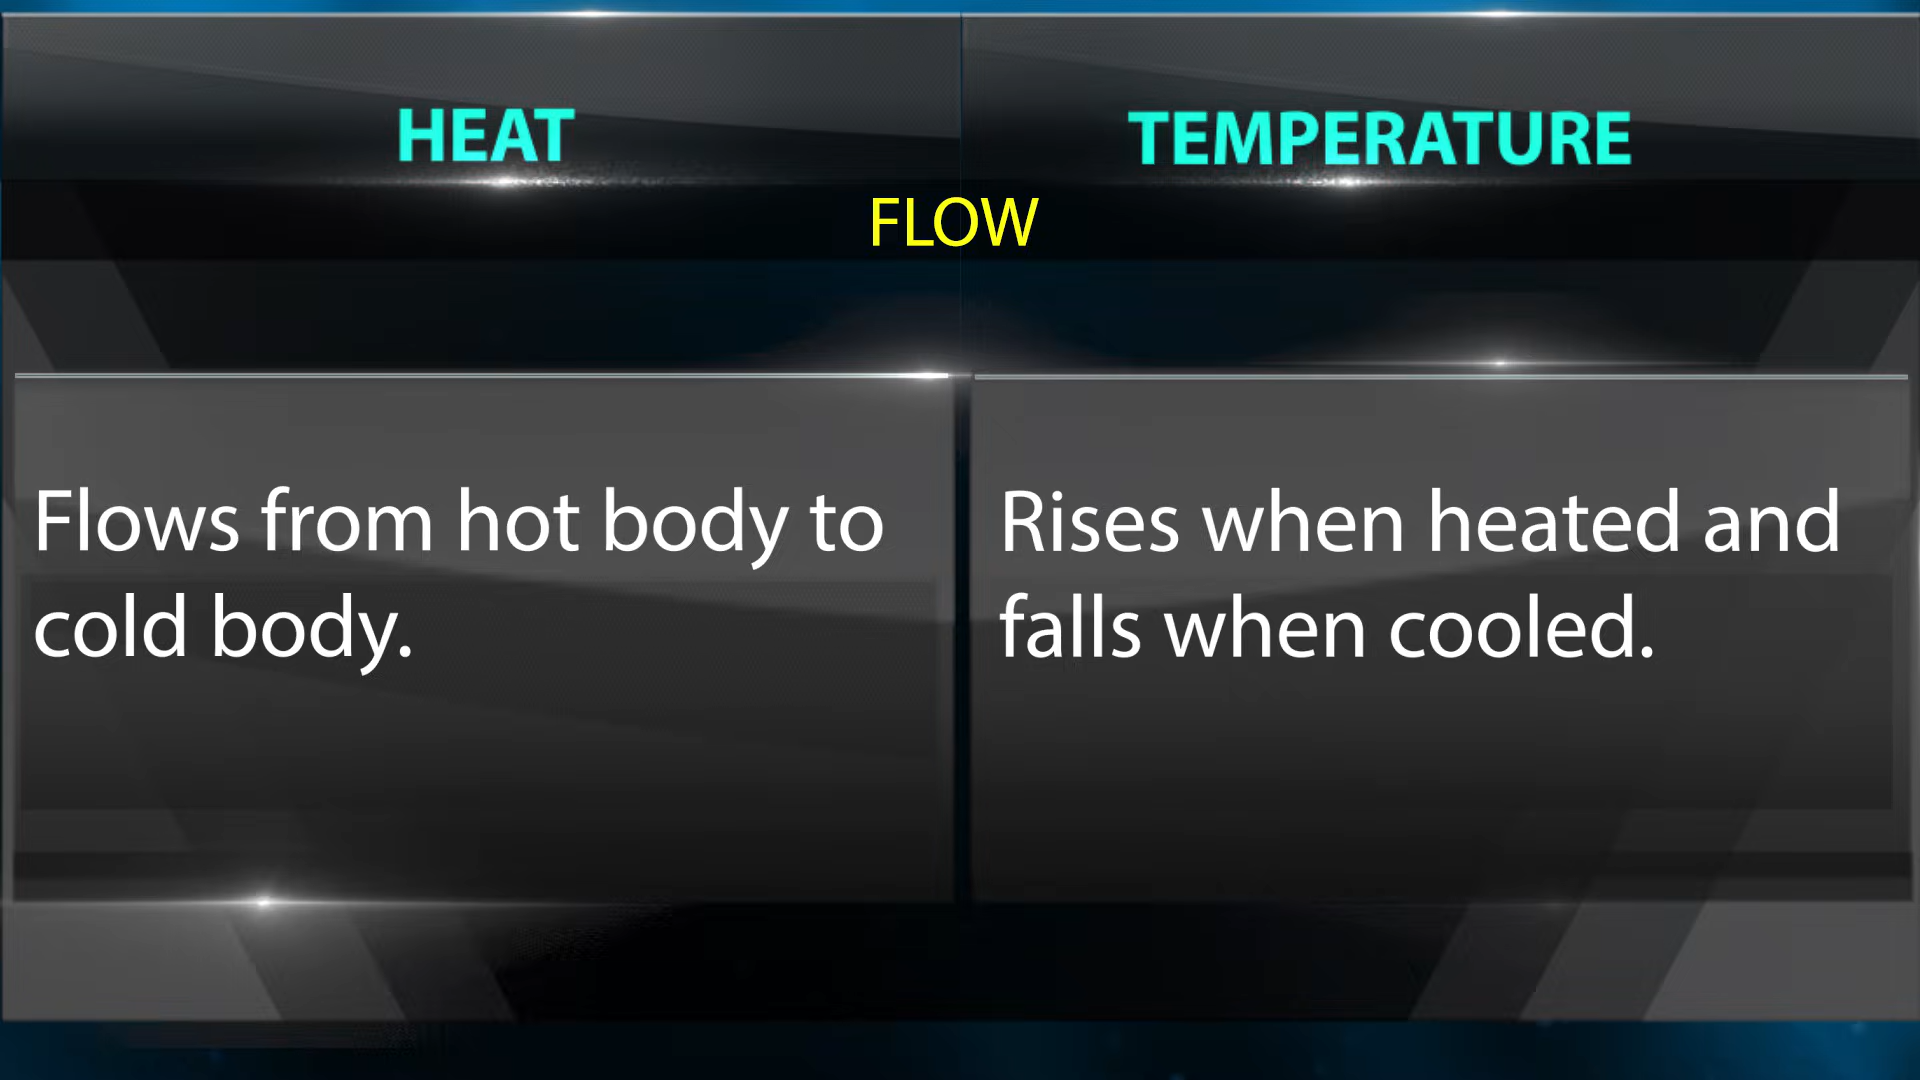 HEAT
TEMPERATURE
FLOW
Flows from hot body to
cold body.
Rises when heated and
falls when cooled.